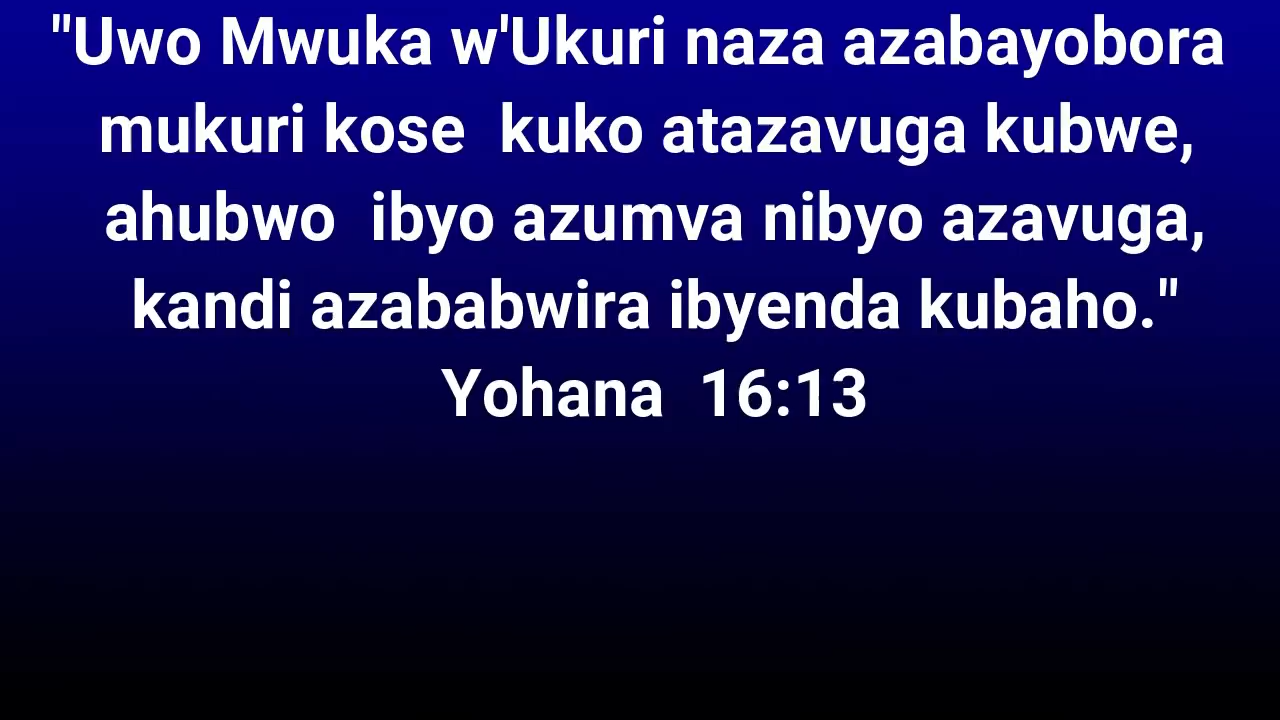 "Uwo Mwuka w'Ukuri naza azabayobora
mukuri kose  kuko atazavuga kubwe,
ahubwo  ibyo azumva nibyo azavuga,
kandi azababwira ibyenda kubaho."
Yohana  16:13